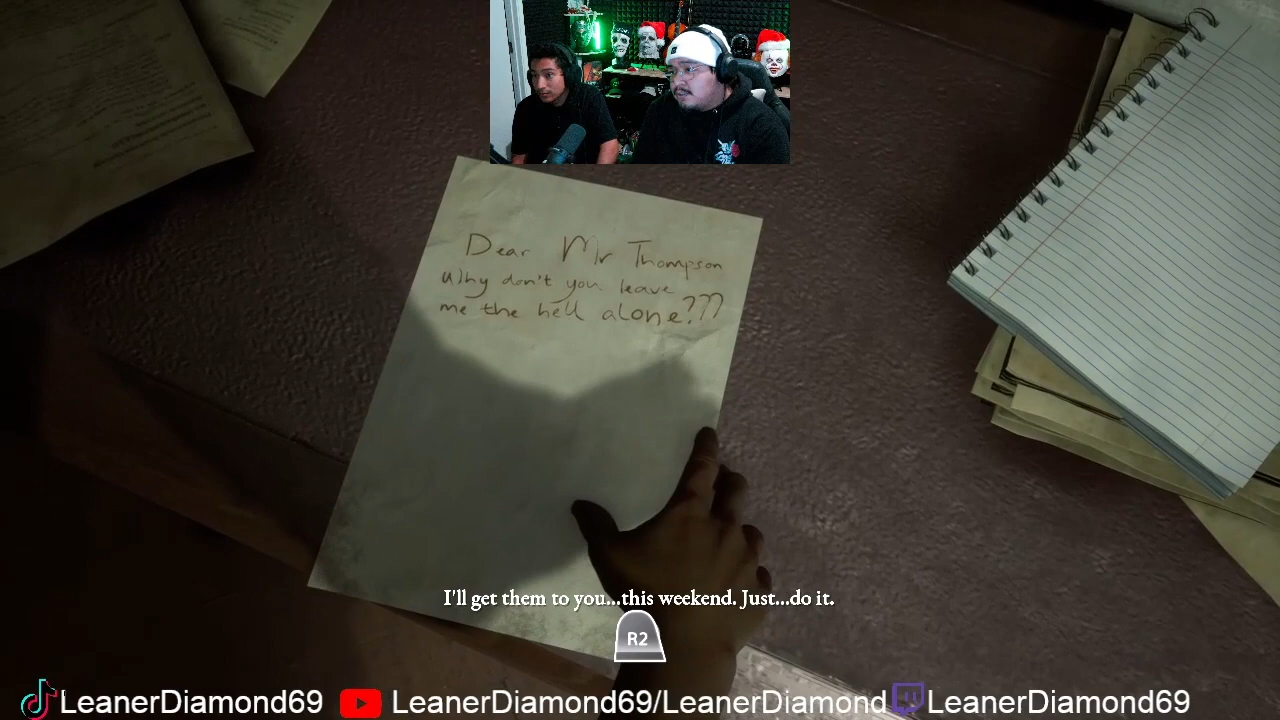 Dear Mr Thompson
Why don't you leave
me the hell alone???
I'll get them to you...this weekend. Just...do it.
R2
LeanerDiamond69
LeanerDiamond69/LeanerDiamond
LeanerDiamond69